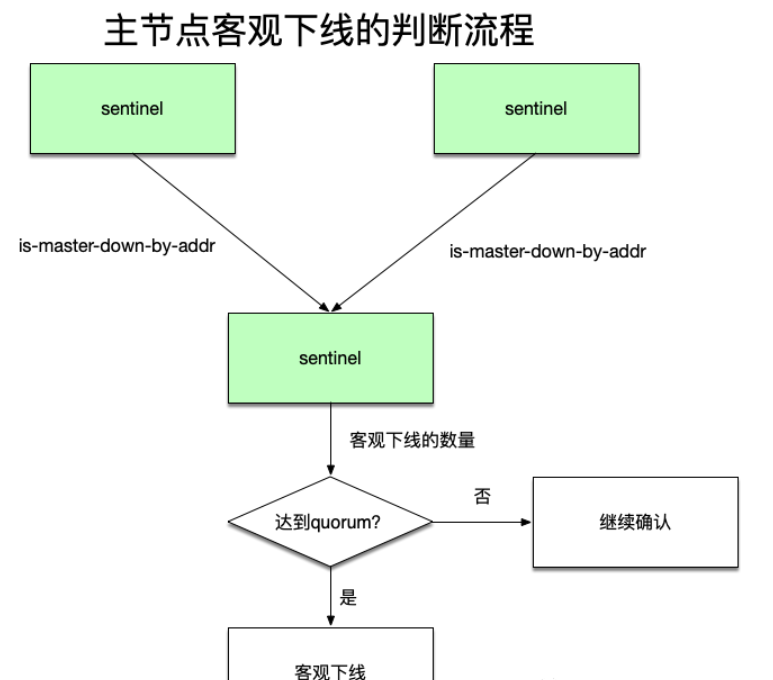 主节点客观下线的判断流程
sentinel
sentinel
is-master-down-by-addr
is-master-down-by-addr
sentinel
客观下线的数量
达到quorum?
否
继续确认
是
客观下线